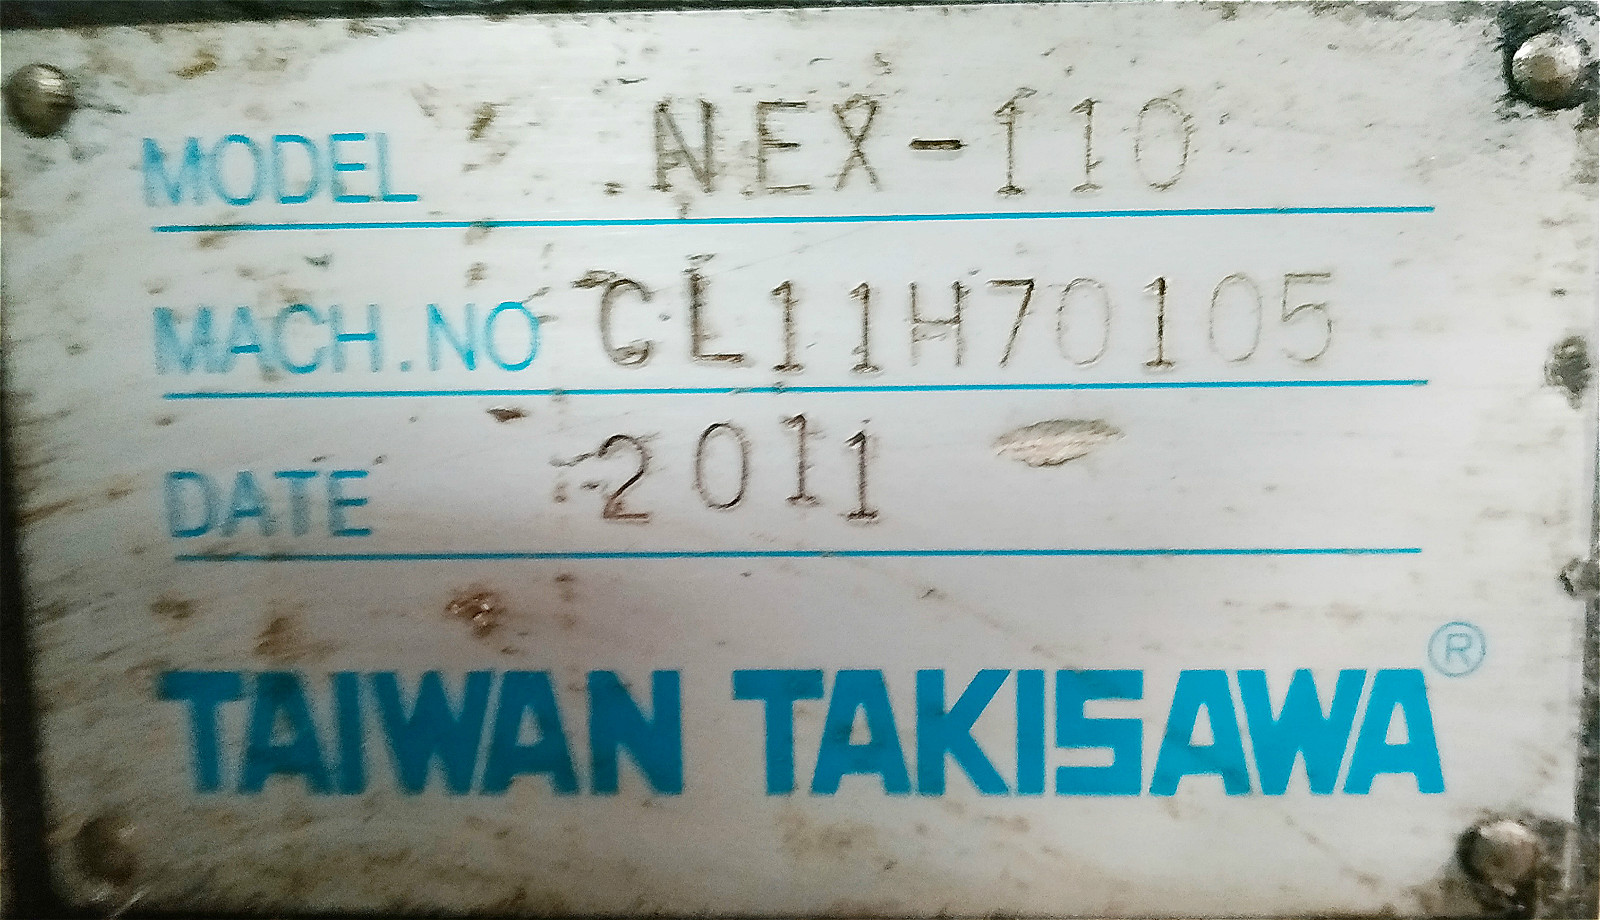 MODEL NEX-110
MACH.NO CL11H70105
DATE 2011
TAIWAN TAKISAWA®